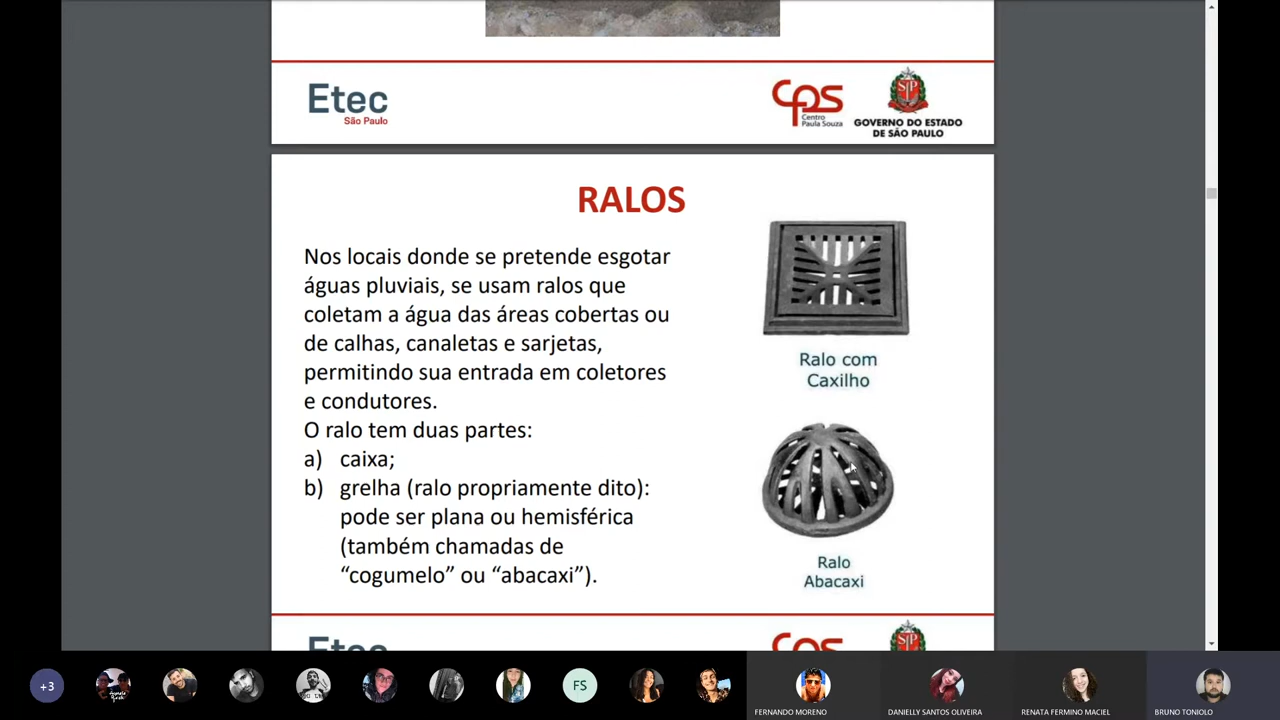 Etec
São Paulo
CPS
Centro
Paula Souza
SP
GOVERNO DO ESTADO
DE SÃO PAULO
RALOS
Nos locais donde se pretende esgotar
águas pluviais, se usam ralos que
coletam a água das áreas cobertas ou
de calhas, canaletas e sarjetas,
permitindo sua entrada em coletores
e condutores.
O ralo tem duas partes:
a) caixa;
b) grelha (ralo propriamente dito):
pode ser plana ou hemisférica
(também chamadas de
“cogumelo” ou “abacaxi”).
Ralo com
Caxilho
Ralo
Abacaxi
Etec
+3
FS
FERNANDO MORENO
DANIELLY SANTOS OLIVEIRA
RENATA FERMINO MACIEL
BRUNO TONIOLO